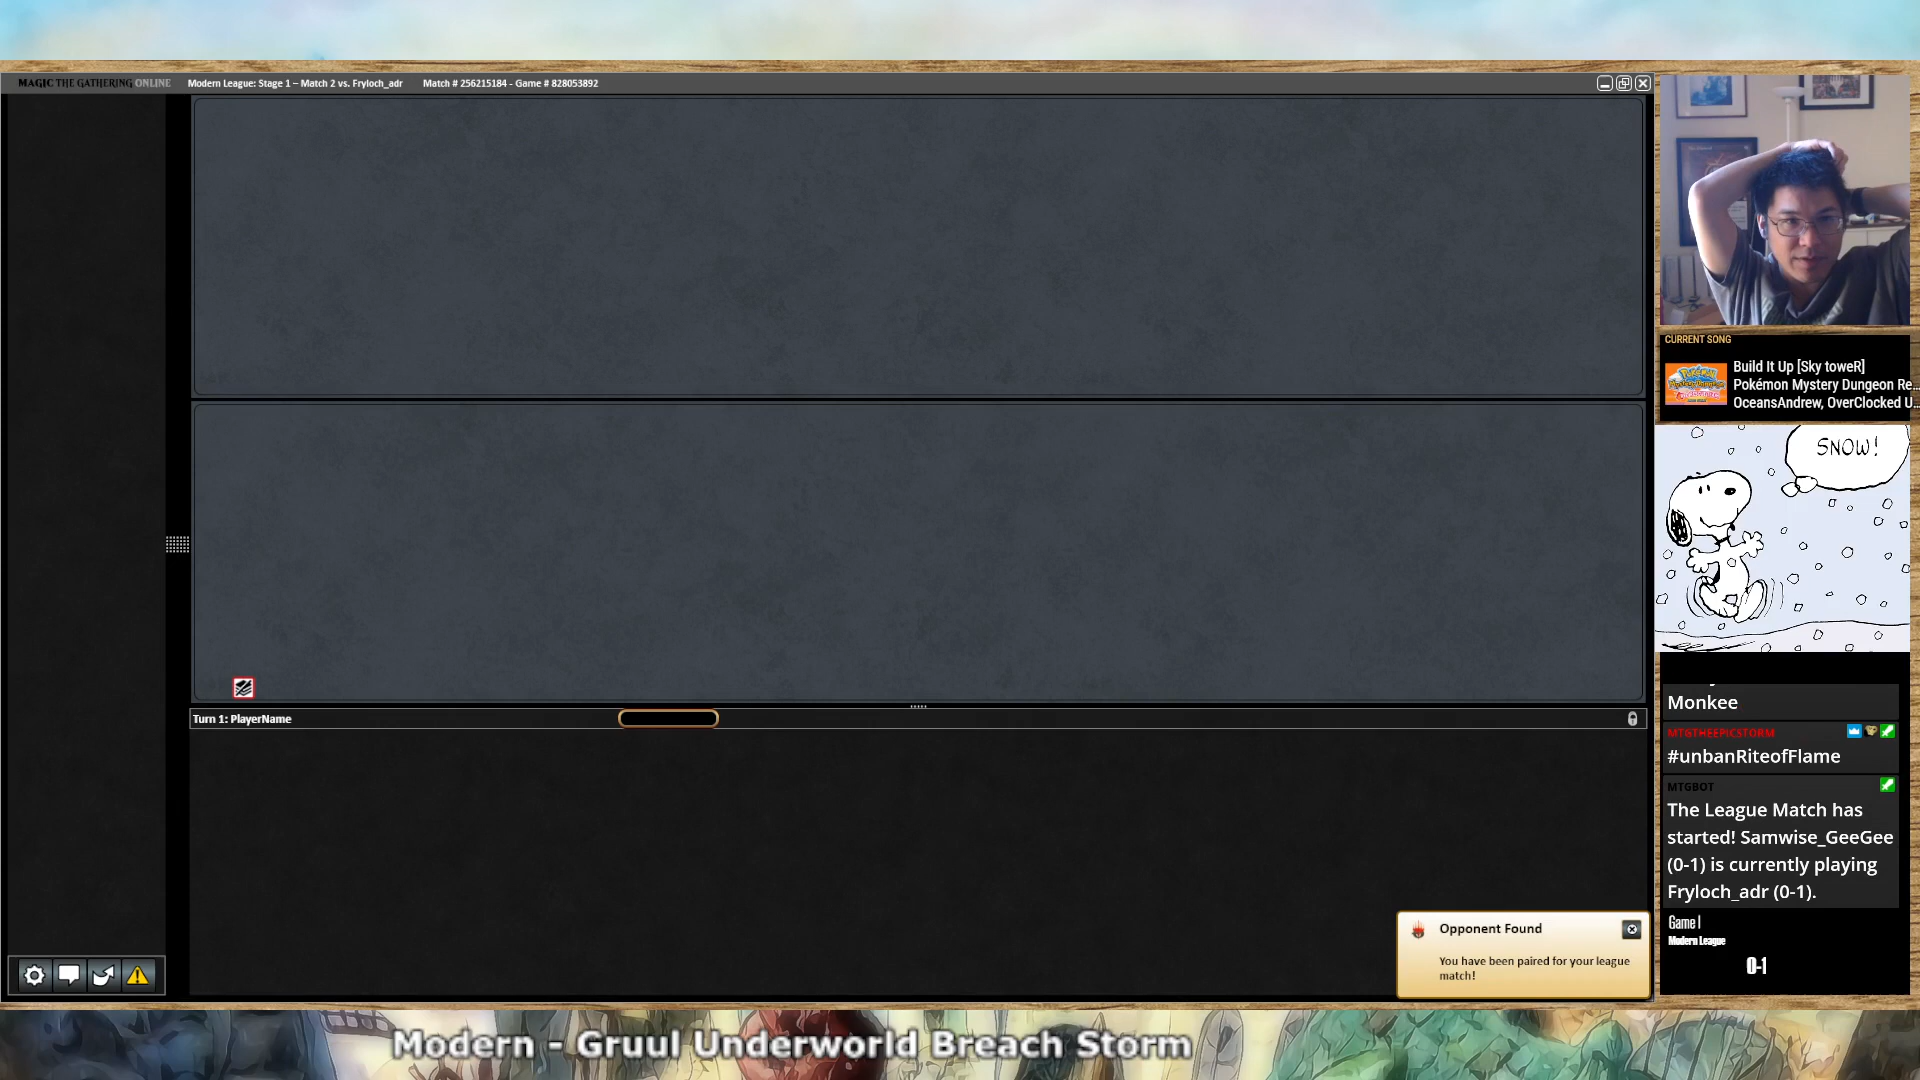 MAGIC THE GATHERING ONLINE
Modern League: Stage 1 – Match 2 vs. Fryloch_adr
Match # 256215184 - Game # 828053892
CURRENT SONG
Build It Up [Sky toweR]
Pokémon Mystery Dungeon Re...
OceansAndrew, OverClocked U...
SNOW!
Turn 1: PlayerName
Monkee
MTGTHEEPICSTORM
#unbanRiteofFlame
MTGBOT
The League Match has
started! Samwise_GeeGee
(0-1) is currently playing
Fryloch_adr (0-1).
Opponent Found
You have been paired for your league
match!
Game 1
Modern League
0-1
Modern - Gruul Underworld Breach Storm